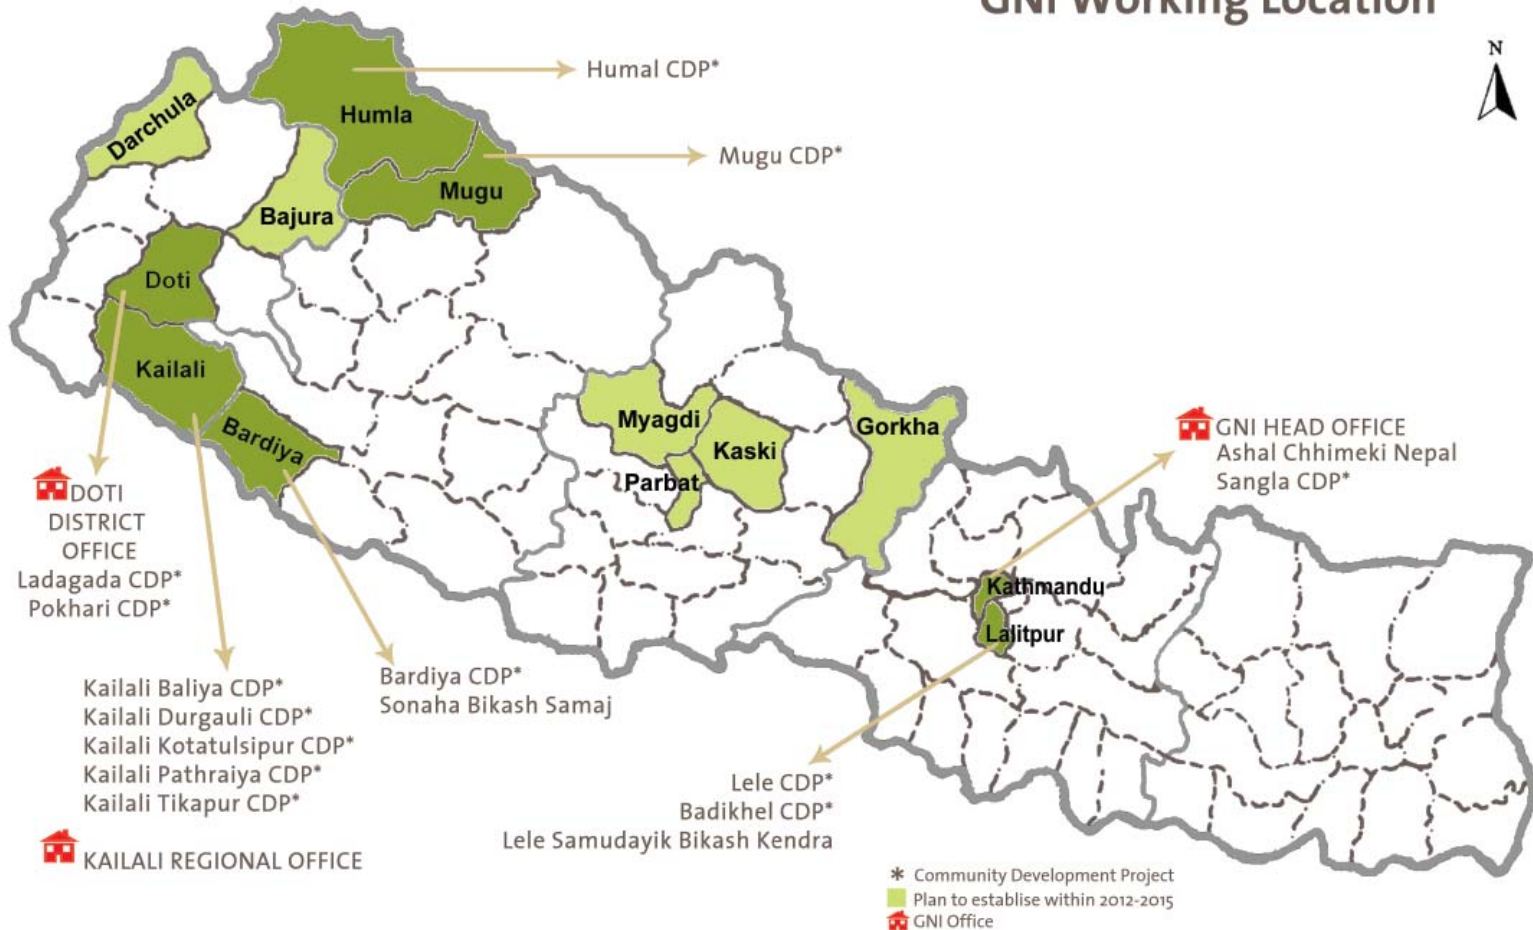 GNI Working Location
N
Humal CDP*
Darchula
Humla
Mugu CDP*
Mugu
Bajura
Doti
Kailali
Bardiya
Myagdi
Kaski
Gorkha
Parbat
GNI HEAD OFFICE
Ashal Chhimeki Nepal
Sangla CDP*
DOTI
DISTRICT
OFFICE
Ladagada CDP*
Pokhari CDP*
Kathmandu
Lalitpur
Kailali Baliya CDP*
Kailali Durgauli CDP*
Kailali Kotatulsipur CDP*
Kailali Pathraiya CDP*
Kailali Tikapur CDP*
KAILALI REGIONAL OFFICE
Bardiya CDP*
Sonaha Bikash Samaj
Lele CDP*
Badikhel CDP*
Lele Samudayik Bikash Kendra
* Community Development Project
Plan to establise within 2012-2015
GNI Office